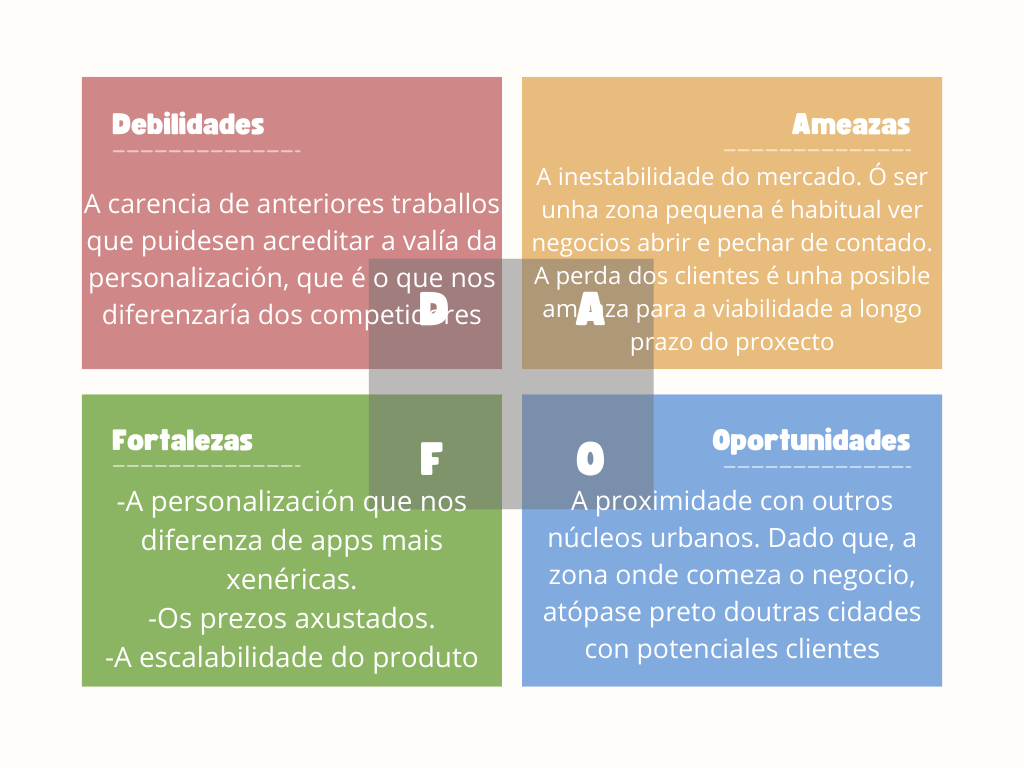 Debilidades
A carencia de anteriores traballos
que puidesen acreditar a valía da
personalización, que é o que nos
diferenzaría dos competidores
Ameazas
A inestabilidade do mercado. Ó ser
unha zona pequena é habitual ver
negocios abrir e pechar de contado.
A perda dos clientes é unha posible
ameaza para a viabilidade a longo
prazo do proxecto
D
A
F
O
Fortalezas
-A personalización que nos
diferenza de apps mais
xenéricas.
-Os prezos axustados.
-A escalabilidade do produto
Oportunidades
A proximidade con outros
núcleos urbanos. Dado que, a
zona onde comeza o negocio,
atópase preto doutras cidades
con potenciales clientes